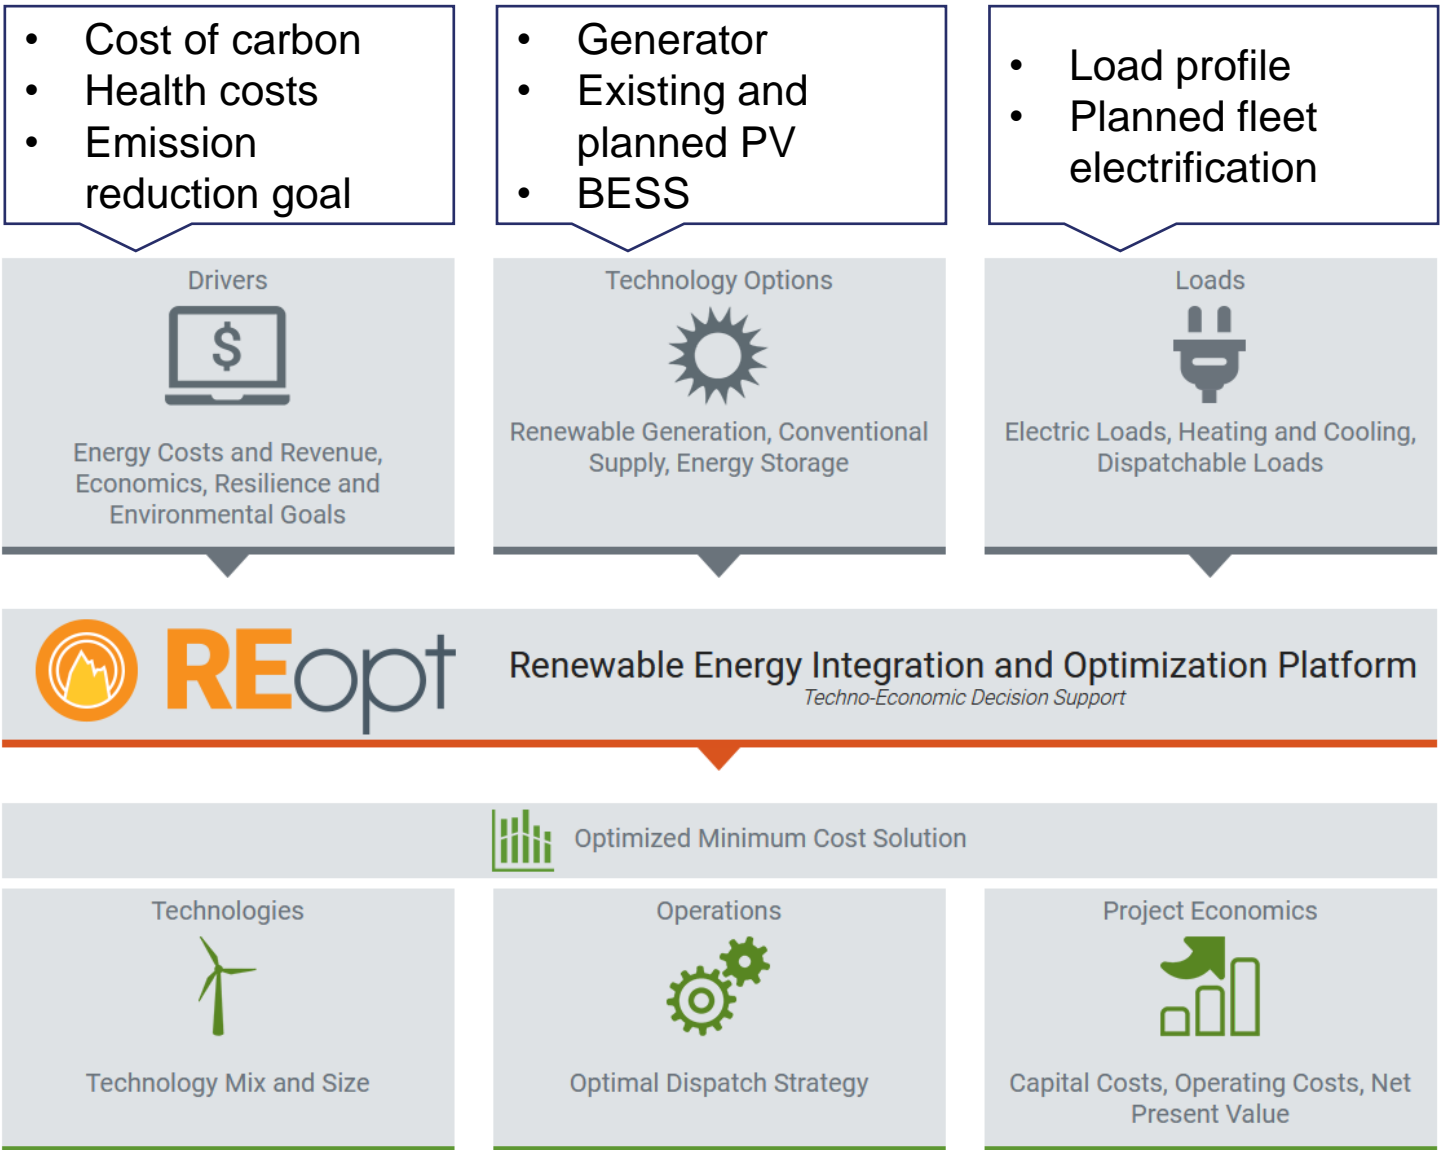 • Cost of carbon
• Health costs
• Emission
reduction goal
• Generator
• Existing and
planned PV
• BESS
• Load profile
• Planned fleet
electrification
Drivers
$
Energy Costs and Revenue,
Economics, Resilience and
Environmental Goals
Technology Options
Renewable Generation, Conventional
Supply, Energy Storage
Loads
Electric Loads, Heating and Cooling,
Dispatchable Loads
REopt
Renewable Energy Integration and Optimization Platform
Techno-Economic Decision Support
Optimized Minimum Cost Solution
Technologies
Technology Mix and Size
Operations
Optimal Dispatch Strategy
Project Economics
Capital Costs, Operating Costs, Net
Present Value